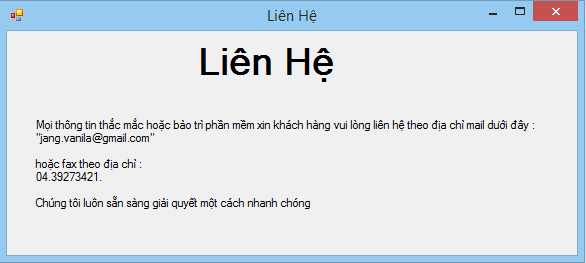 Liên Hệ
Liên Hệ
Mọi thông tin thắc mắc hoặc bảo trì phần mềm xin khách hàng vui lòng liên hệ theo địa chỉ mail dưới đây :
"jang.vanila@gmail.com"
hoặc fax theo địa chỉ :
04.39273421.
Chúng tôi luôn sẵn sàng giải quyết một cách nhanh chóng